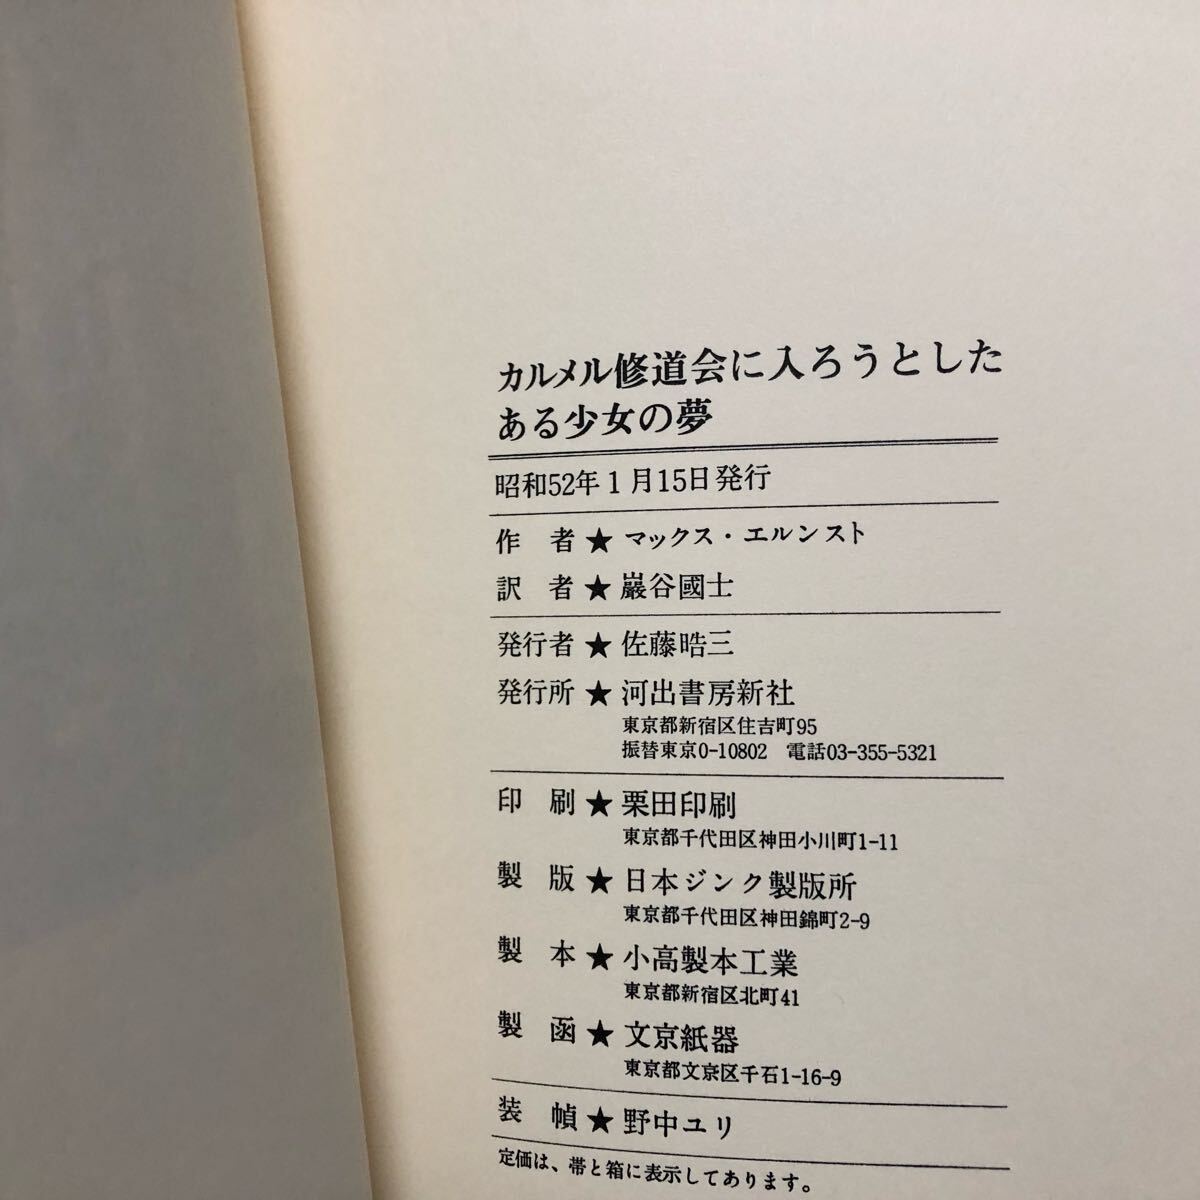 カルメル修道会に入ろうとした
ある少女の夢
昭和52年1月15日発行
作 者★マックス・エルンスト
訳 者★巖谷國士
発行者★佐藤晧三
発行所★河出書房新社
東京都新宿区住吉町95
振替東京0-10802 電話03-355-5321
印 刷★栗田印刷
東京都千代田区神田小川町1-11
製 版★日本ジンク製版所
東京都千代田区神田錦町2-9
製 本★小高製本工業
東京都新宿区北町41
製 函★文京紙器
東京都文京区千石1-16-9
装 幀★野中ユリ
定価は、帯と箱に表示してあります。